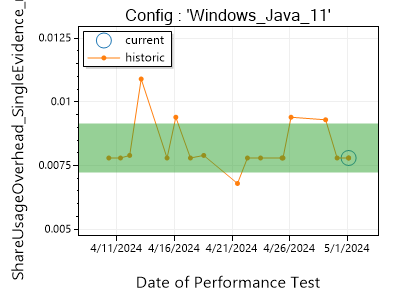 Config : 'Windows_Java_11'
current
historic
0.0125
0.01
0.0075
0.005
ShareUsageOverhead_SingleEvidence_
4/11/2024
4/16/2024
4/21/2024
4/26/2024
5/1/2024
Date of Performance Test